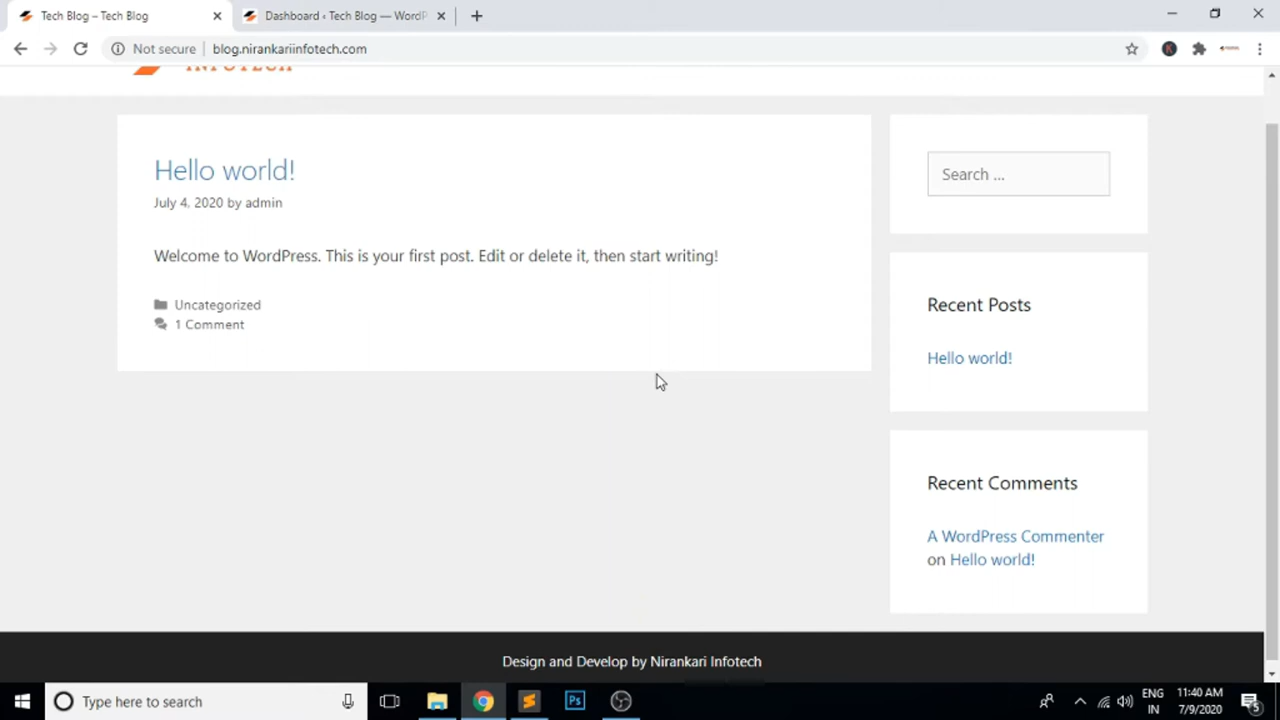 Tech Blog – Tech Blog
Dashboard ‹ Tech Blog — WordP
Not secure
blog.nirankariinfotech.com
K
INFOTECH
Hello world!
July 4, 2020 by admin
Welcome to WordPress. This is your first post. Edit or delete it, then start writing!
Uncategorized
1 Comment
Search ...
Recent Posts
Hello world!
Recent Comments
A WordPress Commenter
on Hello world!
Design and Develop by Nirankari Infotech
Type here to search
Ps
ENG
IN
11:40 AM
7/9/2020
5